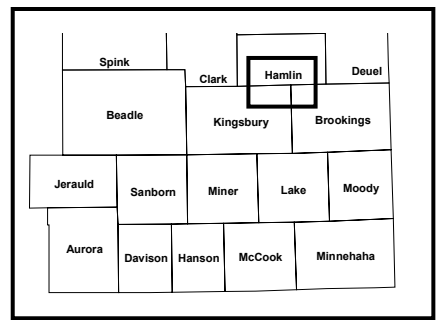 Spink
Clark
Hamlin
Deuel
Beadle
Kingsbury
Brookings
Jerauld
Sanborn
Miner
Lake
Moody
Aurora
Davison
Hanson
McCook
Minnehaha